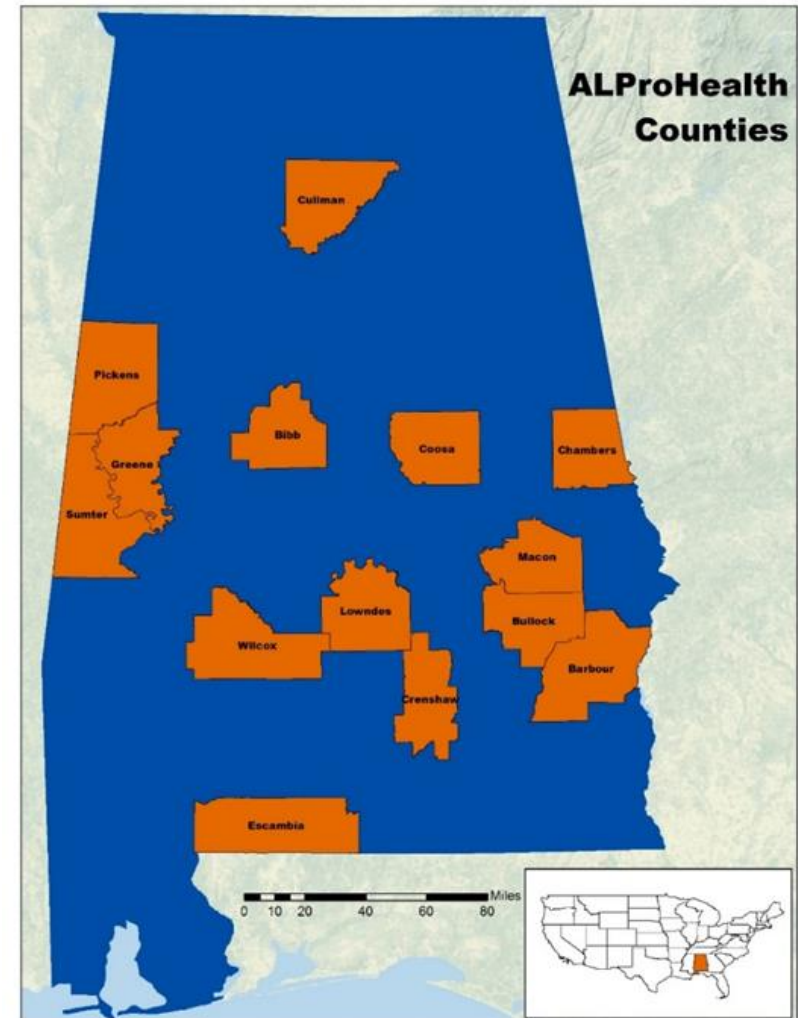 ALProHealth
Counties
Cullman
Pickens
Bibb
Coosa
Chambers
Greene
Sumter
Macon
Lowndes
Bullock
Wilcox
Barbour
Crenshaw
Escambia
Miles
0 10 20 40 60 80